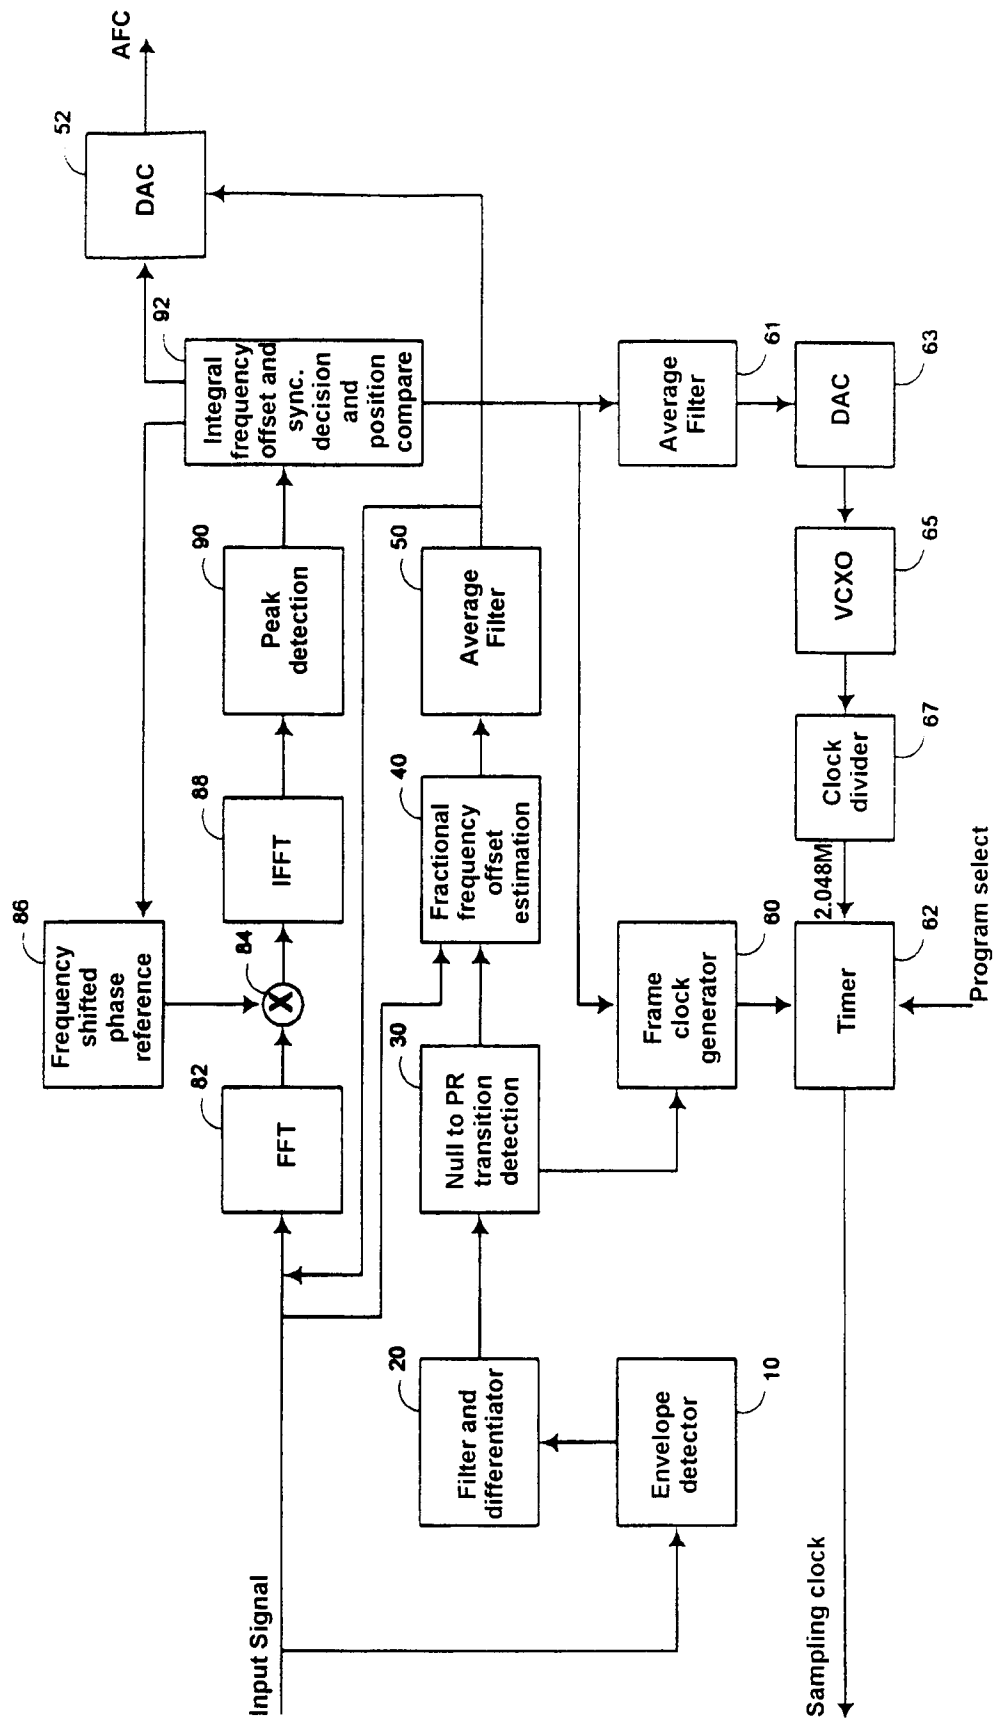 AFC
52
DAC
92
Integral
frequency
offset and
sync.
decision
and
position
compare
61
Average
Filter
63
DAC
90
Peak
detection
50
Average
Filter
65
VCXO
88
IFFT
40
Fractional
frequency
offset
estimation
67
Clock
divider
2.048M
86
Frequency
shifted
phase
reference
84
X
82
FFT
30
Null to PR
transition
detection
60
Frame
clock
generator
62
Timer
Program select
20
Filter and
differentiator
10
Envelope
detector
Input Signal
Sampling clock